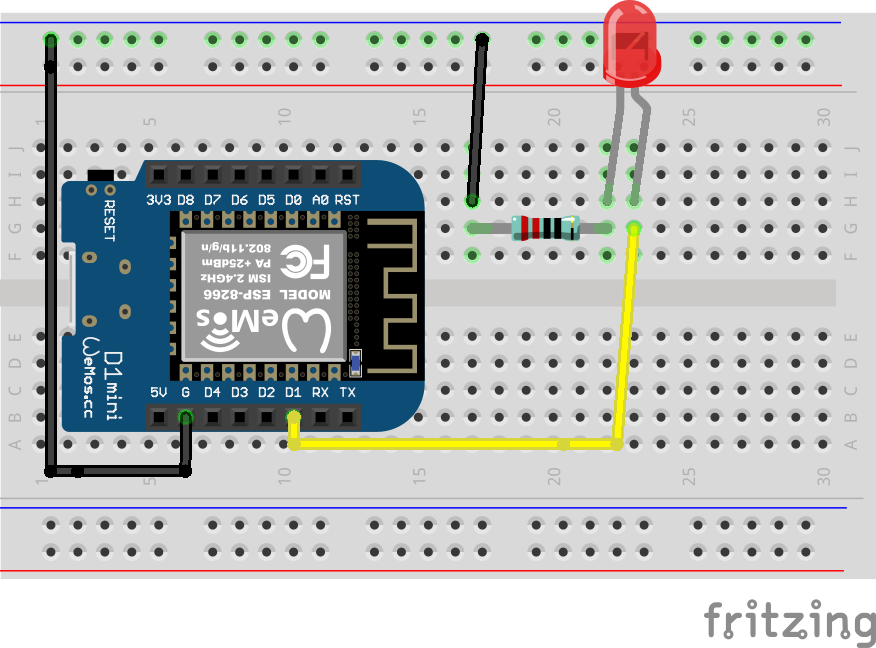 1 5 10 15 20 25 30
J J
I I
H H
G G
F F
3V3 D8 D7 D6 D5 D0 A0 RST
RESET
WeMos
MODEL ESP-8266
ISM 2.4GHz
PA +25dBm
802.11b/g/n
FC
D1 mini
WeMos.cc
5V G D4 D3 D2 D1 RX TX
E E
D D
C C
B B
A A
1 5 10 15 20 25 30
fritzing